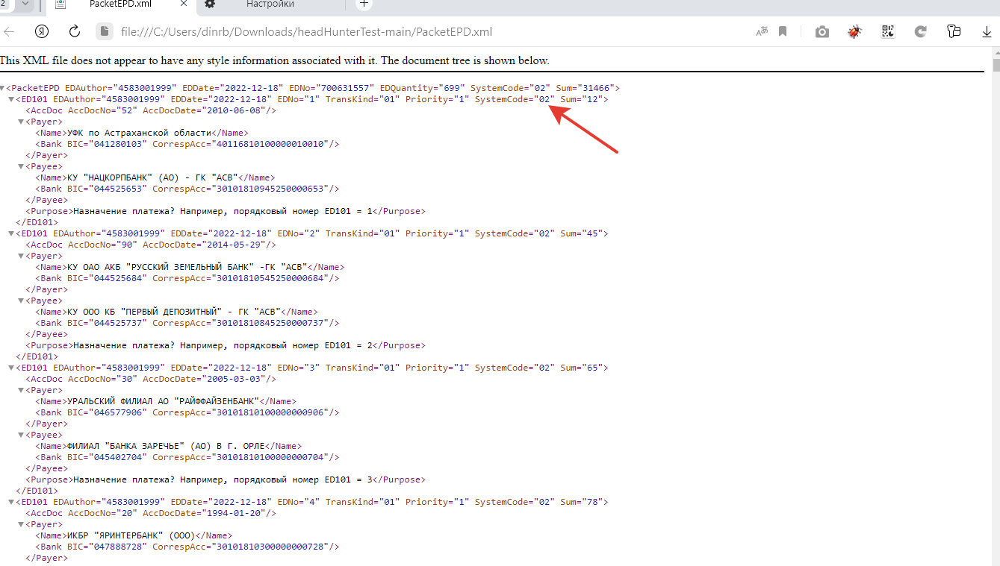 2
PacketEPD.xml
Настройки
file:///C:/Users/dinrb/Downloads/headHunterTest-main/PacketEPD.xml
This XML file does not appear to have any style information associated with it. The document tree is shown below.
<PacketEPD EDAuthor="4583001999" EDDate="2022-12-18" EDNo="700631557" EDQuantity="699" SystemCode="02" Sum="31466">
<ED101 EDAuthor="4583001999" EDDate="2022-12-18" EDNo="1" TransKind="01" Priority="1" SystemCode="02" Sum="12">
<AccDoc AccDocNo="52" AccDocDate="2010-06-08"/>
<Payer>
<Name>УФК по Астраханской области</Name>
<Bank BIC="041280103" CorrespAcc="40116810100000010010"/>
</Payer>
<Payee>
<Name>КУ "НАЦКОРПБАНК" (АО) - ГК "АСВ"</Name>
<Bank BIC="044525653" CorrespAcc="30101810945250000653"/>
</Payee>
<Purpose>Назначение платежа? Например, порядковый номер ED101 = 1</Purpose>
</ED101>
<ED101 EDAuthor="4583001999" EDDate="2022-12-18" EDNo="2" TransKind="01" Priority="1" SystemCode="02" Sum="45">
<AccDoc AccDocNo="90" AccDocDate="2014-05-29"/>
<Payer>
<Name>КУ ОАО АКБ "РУССКИЙ ЗЕМЕЛЬНЫЙ БАНК" -ГК "АСВ"</Name>
<Bank BIC="044525684" CorrespAcc="30101810545250000684"/>
</Payer>
<Payee>
<Name>КУ ООО КБ "ПЕРВЫЙ ДЕПОЗИТНЫЙ" - ГК "АСВ"</Name>
<Bank BIC="044525737" CorrespAcc="30101810845250000737"/>
</Payee>
<Purpose>Назначение платежа? Например, порядковый номер ED101 = 2</Purpose>
</ED101>
<ED101 EDAuthor="4583001999" EDDate="2022-12-18" EDNo="3" TransKind="01" Priority="1" SystemCode="02" Sum="65">
<AccDoc AccDocNo="30" AccDocDate="2005-03-03"/>
<Payer>
<Name>УРАЛЬСКИЙ ФИЛИАЛ АО "РАЙФФАЙЗЕНБАНК"</Name>
<Bank BIC="046577906" CorrespAcc="30101810100000000906"/>
</Payer>
<Payee>
<Name>ФИЛИАЛ "БАНКА ЗАРЕЧЬЕ" (АО) В Г. ОРЛЕ</Name>
<Bank BIC="045402704" CorrespAcc="30101810100000000704"/>
</Payee>
<Purpose>Назначение платежа? Например, порядковый номер ED101 = 3</Purpose>
</ED101>
<ED101 EDAuthor="4583001999" EDDate="2022-12-18" EDNo="4" TransKind="01" Priority="1" SystemCode="02" Sum="78">
<AccDoc AccDocNo="20" AccDocDate="1994-01-20"/>
<Payer>
<Name>ИКБР "ЯРИНТЕРБАНК" (ООО)</Name>
<Bank BIC="047888728" CorrespAcc="30101810300000000728"/>
</Payer>